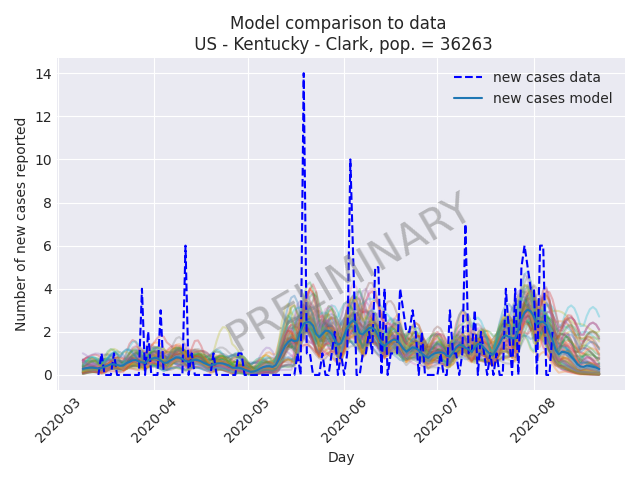 Model comparison to data
US - Kentucky - Clark, pop. = 36263
Number of new cases reported
14
12
10
8
6
4
2
0
new cases data
new cases model
PRELIMINARY
2020-03
2020-04
2020-05
2020-06
2020-07
2020-08
Day